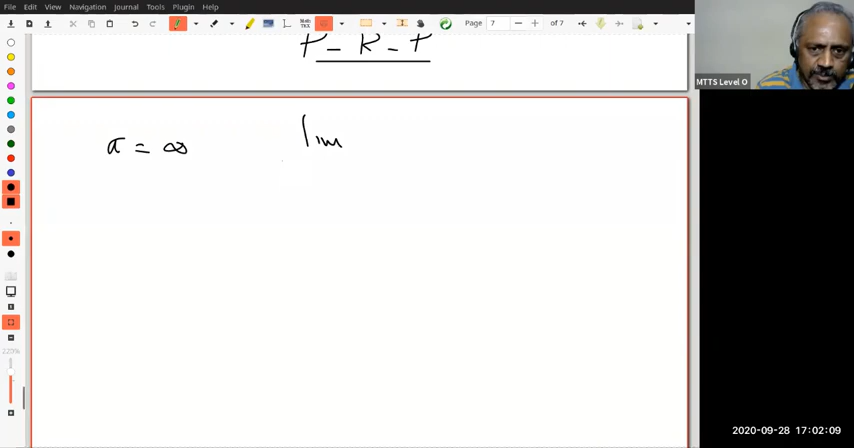 File Edit View Navigation Journal Tools Plugin Help
Page 7 of 7
P - R - P
a = ∞ lim
220%
MTTS Level O
2020-09-28 17:02:09